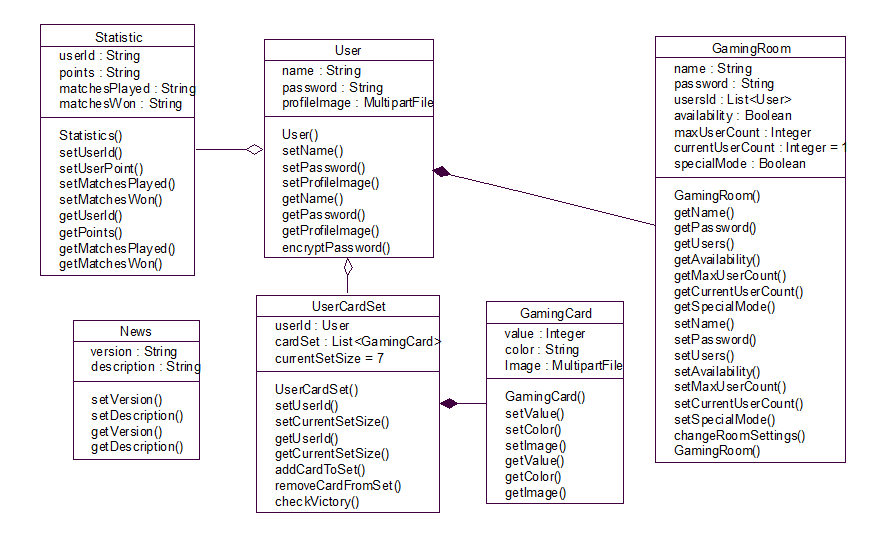 Statistic
userId : String
points : String
matchesPlayed : String
matchesWon : String
Statistics()
setUserId()
setUserPoint()
setMatchesPlayed()
setMatchesWon()
getUserId()
getPoints()
getMatchesPlayed()
getMatchesWon()
User
name : String
password : String
profileImage : MultipartFile
User()
setName()
setPassword()
setProfileImage()
getName()
getPassword()
getProfileImage()
encryptPassword()
GamingRoom
name : String
password : String
usersId : List<User>
availability : Boolean
maxUserCount : Integer
currentUserCount : Integer = 1
specialMode : Boolean
GamingRoom()
getName()
getPassword()
getUsers()
getAvailability()
getMaxUserCount()
getCurrentUserCount()
getSpecialMode()
setName()
setPassword()
setUsers()
setAvailability()
setMaxUserCount()
setCurrentUserCount()
setSpecialMode()
changeRoomSettings()
GamingRoom()
News
version : String
description : String
setVersion()
setDescription()
getVersion()
getDescription()
UserCardSet
userId : User
cardSet : List<GamingCard>
currentSetSize = 7
UserCardSet()
setUserId()
setCurrentSetSize()
getUserId()
getCurrentSetSize()
addCardToSet()
removeCardFromSet()
checkVictory()
GamingCard
value : Integer
color : String
Image : MultipartFile
GamingCard()
setValue()
setColor()
setImage()
getValue()
getColor()
getImage()